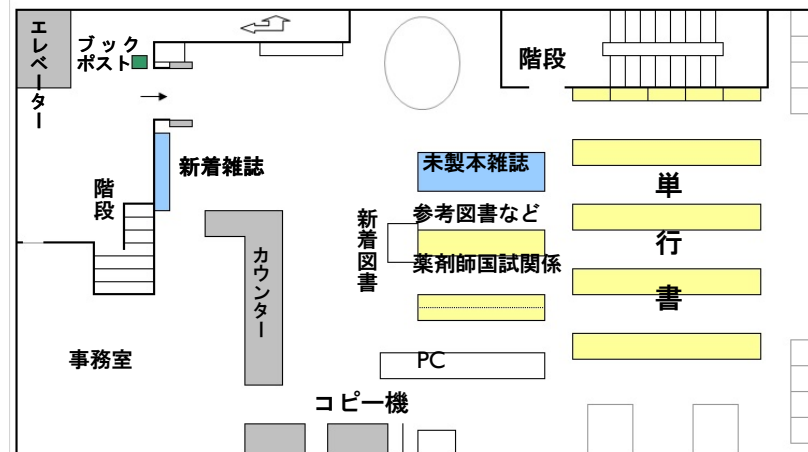 エレベーター
ブック
ポスト
階段
新着雑誌
未製本雑誌
階段
単行書
参考図書など
新着図書
薬剤師国試関係
カウンター
事務室
PC
コピー機